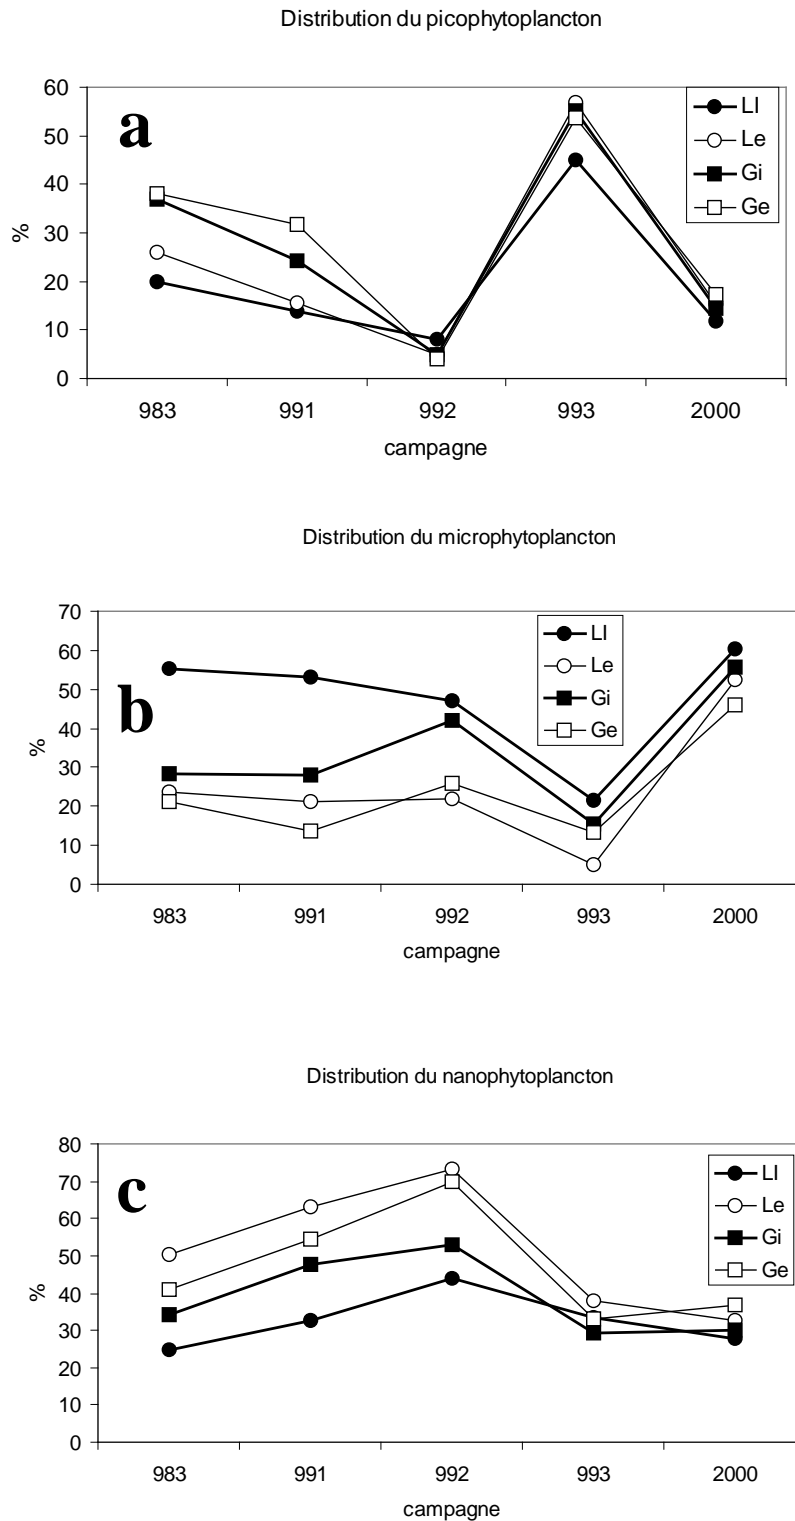 Distribution du picophytoplancton
a
60
50
40
30
20
10
0
%
LI
Le
Gi
Ge
983 991 992 993 2000
campagne
Distribution du microphytoplancton
b
70
60
50
40
30
20
10
0
%
LI
Le
Gi
Ge
983 991 992 993 2000
campagne
Distribution du nanophytoplancton
c
80
70
60
50
40
30
20
10
0
%
LI
Le
Gi
Ge
983 991 992 993 2000
campagne